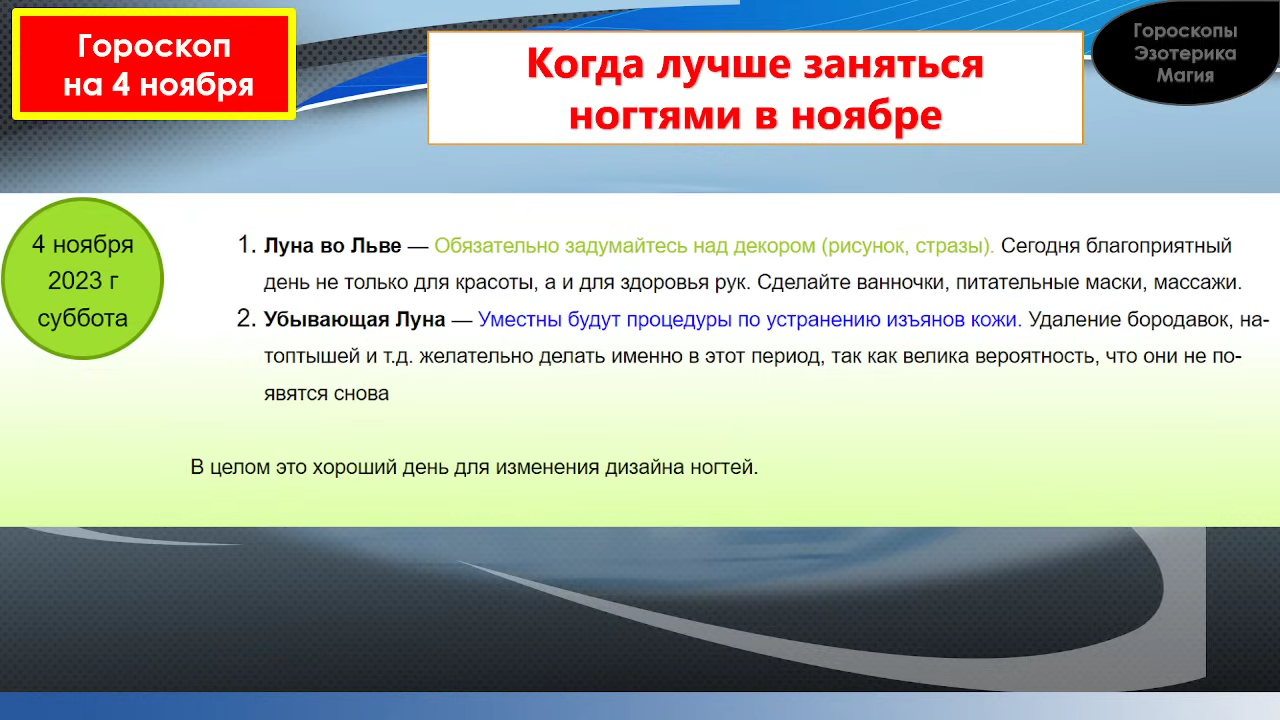 Гороскоп
на 4 ноября
Когда лучше заняться
ногтями в ноябре
Гороскопы
Эзотерика
Магия
4 ноября
2023 г
суббота
1. Луна во Льве — Обязательно задумайтесь над декором (рисунок, стразы). Сегодня благоприятный
день не только для красоты, а и для здоровья рук. Сделайте ванночки, питательные маски, массажи.
2. Убывающая Луна — Уместны будут процедуры по устранению изъянов кожи. Удаление бородавок, на-
топтышей и т.д. желательно делать именно в этот период, так как велика вероятность, что они не по-
явятся снова
В целом это хороший день для изменения дизайна ногтей.